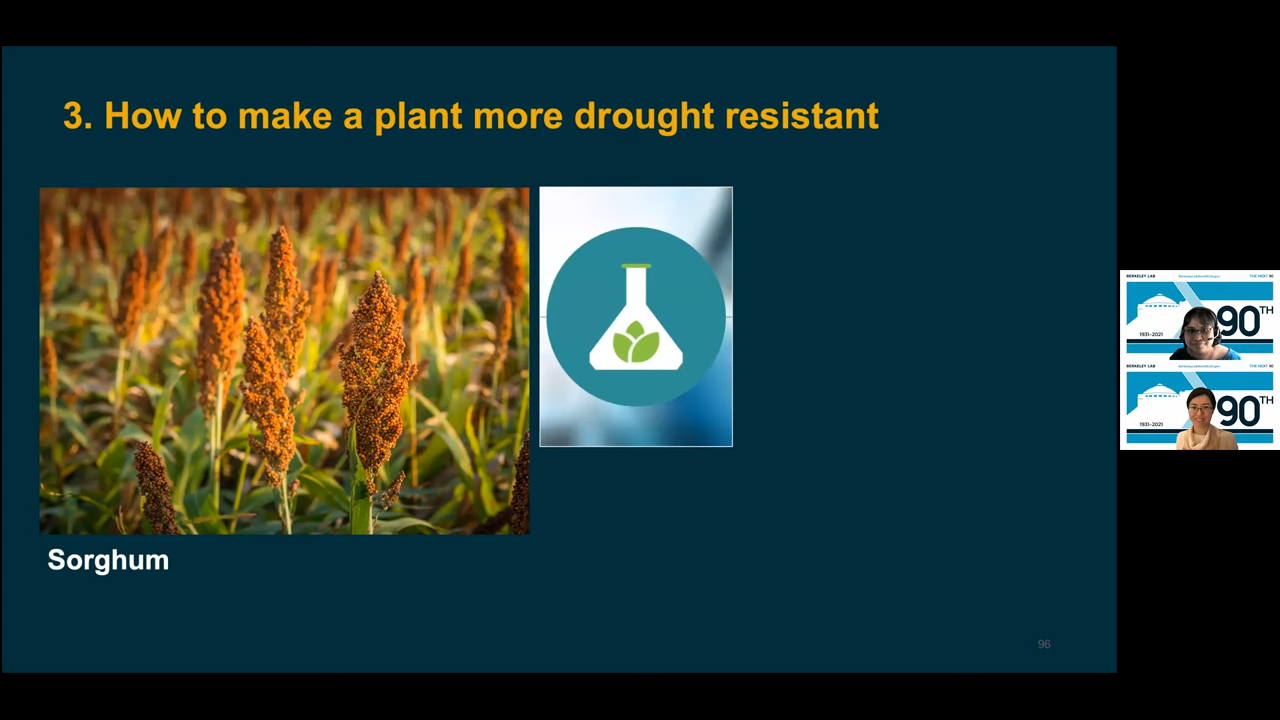 3. How to make a plant more drought resistant
Sorghum
96
BERKELEY LAB
THE NEXT 90
90TH
1931-2021
BERKELEY LAB
THE NEXT 90
90TH
1931-2021